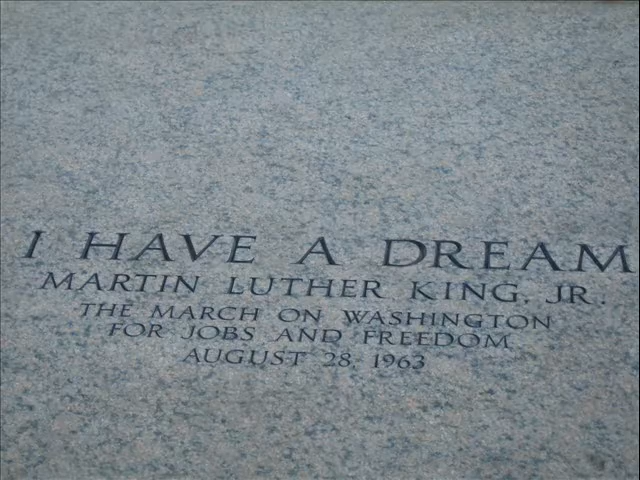 I HAVE A DREAM
MARTIN LUTHER KING, JR.
THE MARCH ON WASHINGTON
FOR JOBS AND FREEDOM
AUGUST 28, 1963